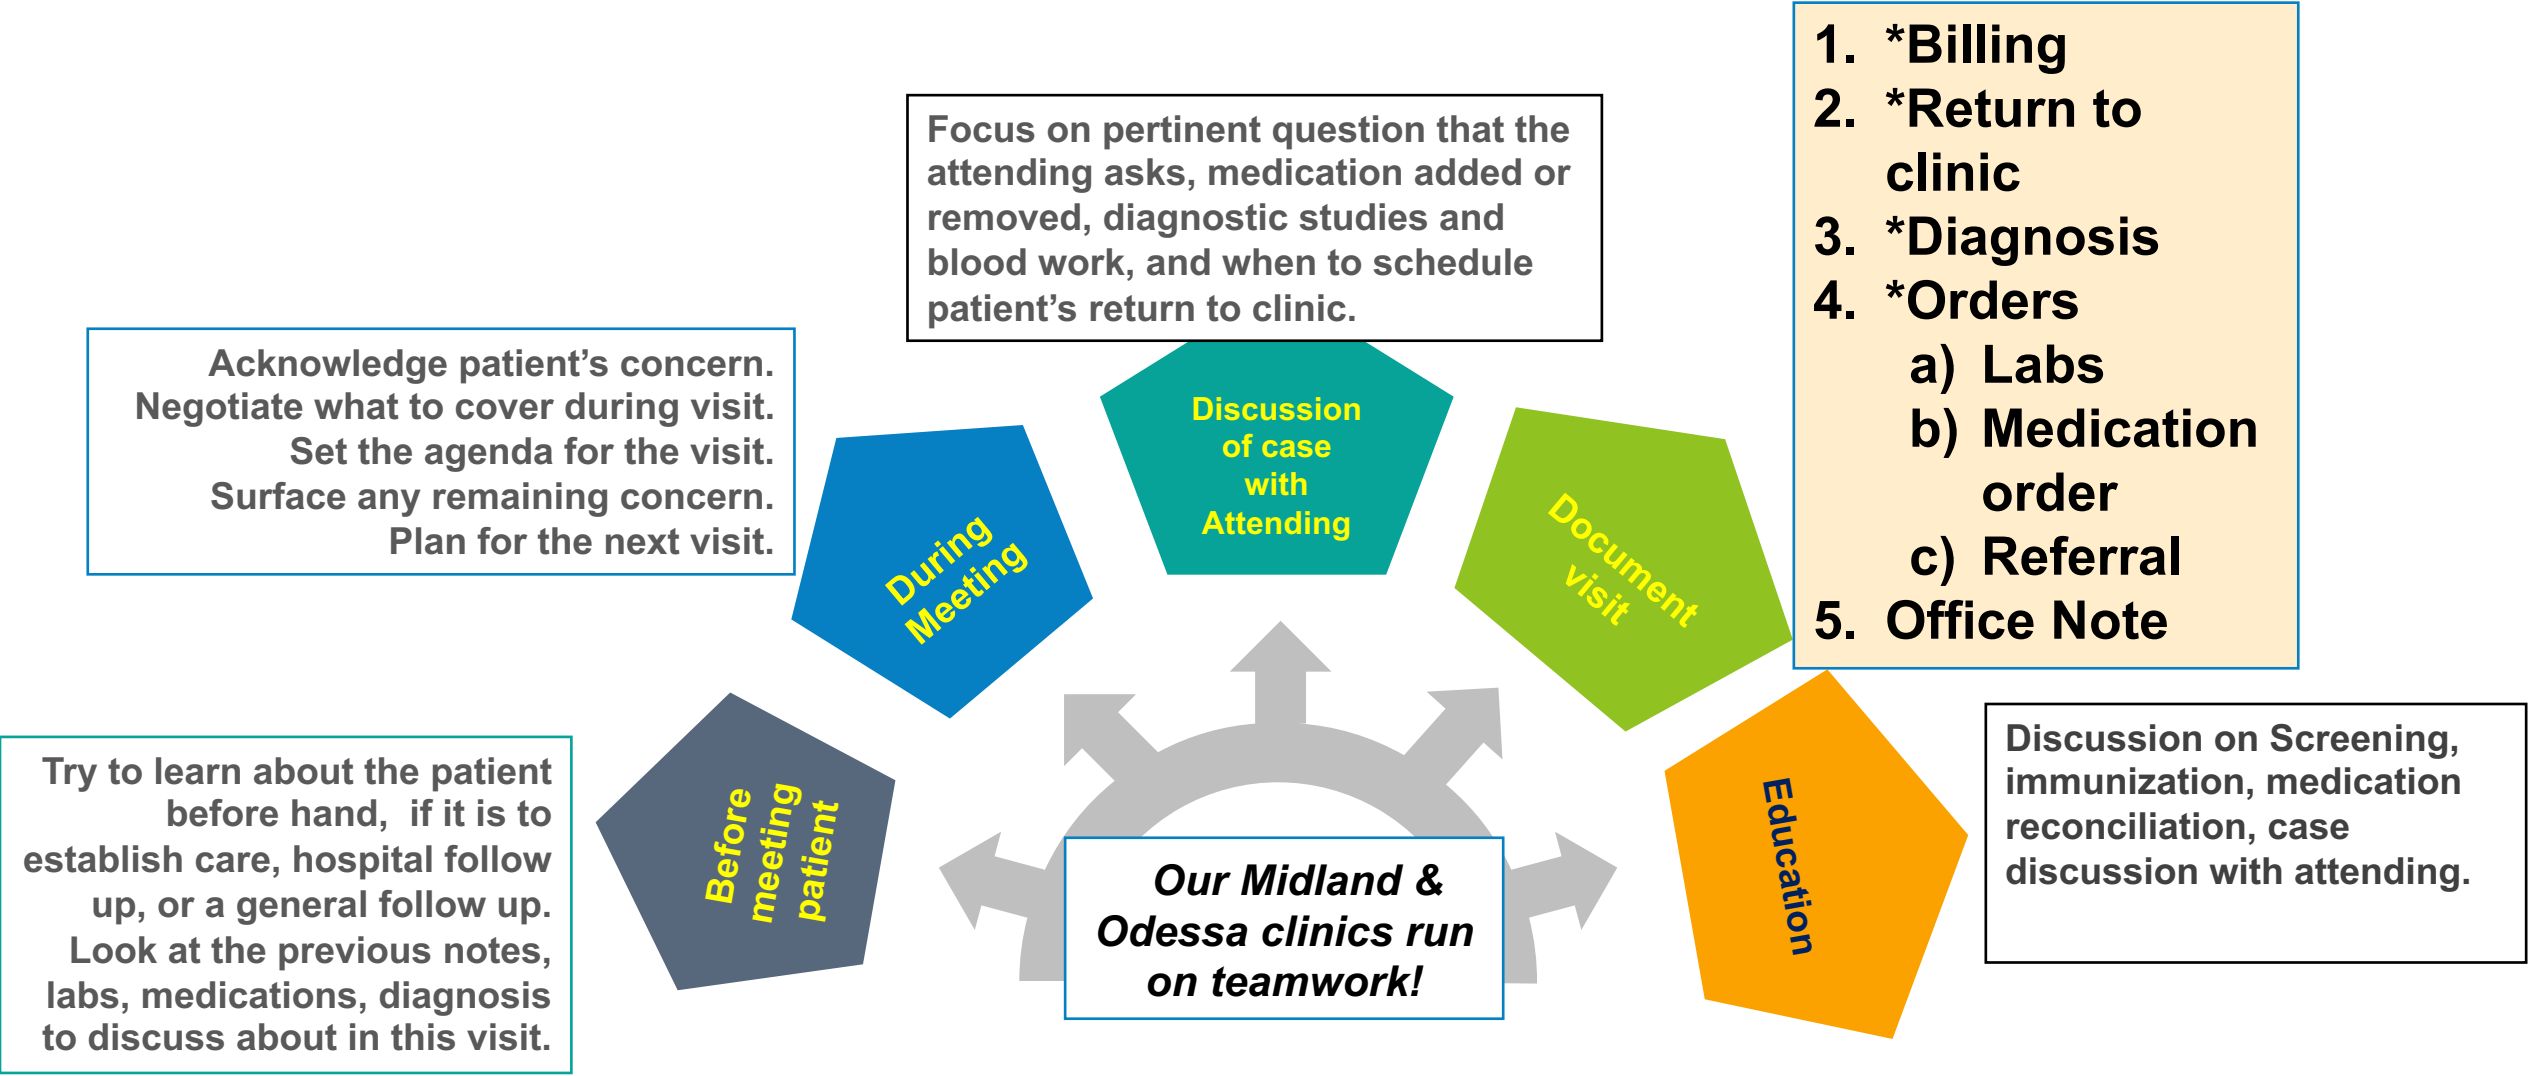 Try to learn about the patient
before hand, if it is to
establish care, hospital follow
up, or a general follow up.
Look at the previous notes,
labs, medications, diagnosis
to discuss about in this visit.
Before
meeting
patient
Acknowledge patient's concern.
Negotiate what to cover during visit.
Set the agenda for the visit.
Surface any remaining concern.
Plan for the next visit.
During
Meeting
Focus on pertinent question that the
attending asks, medication added or
removed, diagnostic studies and
blood work, and when to schedule
patient’s return to clinic.
Discussion
of case
with
Attending
Document
visit
1. *Billing
2. *Return to
clinic
3. *Diagnosis
4. *Orders
a) Labs
b) Medication
order
c) Referral
5. Office Note
Education
Discussion on Screening,
immunization, medication
reconciliation, case
discussion with attending.
Our Midland &
Odessa clinics run
on teamwork!